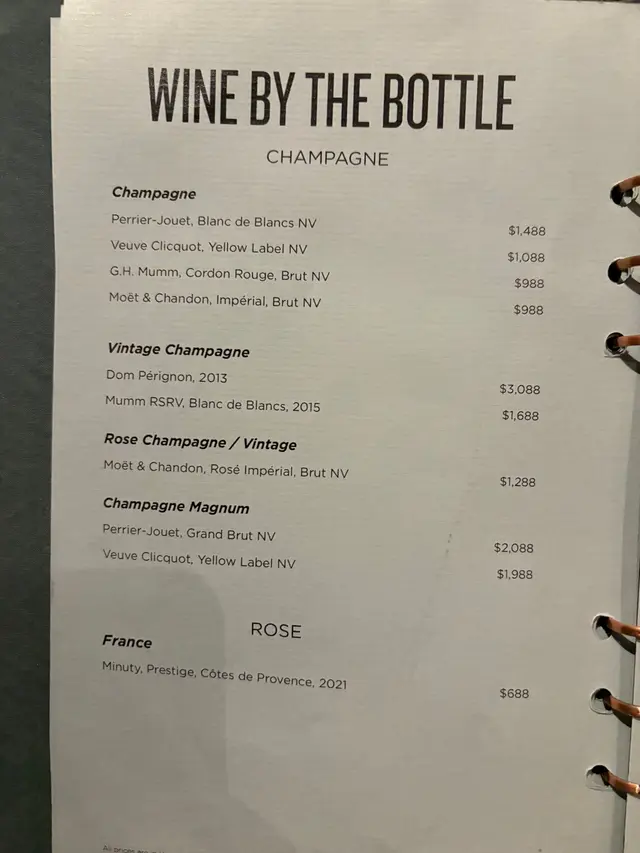 WINE BY THE BOTTLE
CHAMPAGNE
Champagne
Perrier-Jouet, Blanc de Blancs NV $1,488
Veuve Clicquot, Yellow Label NV $1,088
G.H. Mumm, Cordon Rouge, Brut NV $988
Moët & Chandon, Impérial, Brut NV $988
Vintage Champagne
Dom Pérignon, 2013 $3,088
Mumm RSRV, Blanc de Blancs, 2015 $1,688
Rose Champagne / Vintage
Moët & Chandon, Rosé Impérial, Brut NV $1,288
Champagne Magnum
Perrier-Jouet, Grand Brut NV $2,088
Veuve Clicquot, Yellow Label NV $1,988
ROSE
France
Minuty, Prestige, Côtes de Provence, 2021 $688
All prices